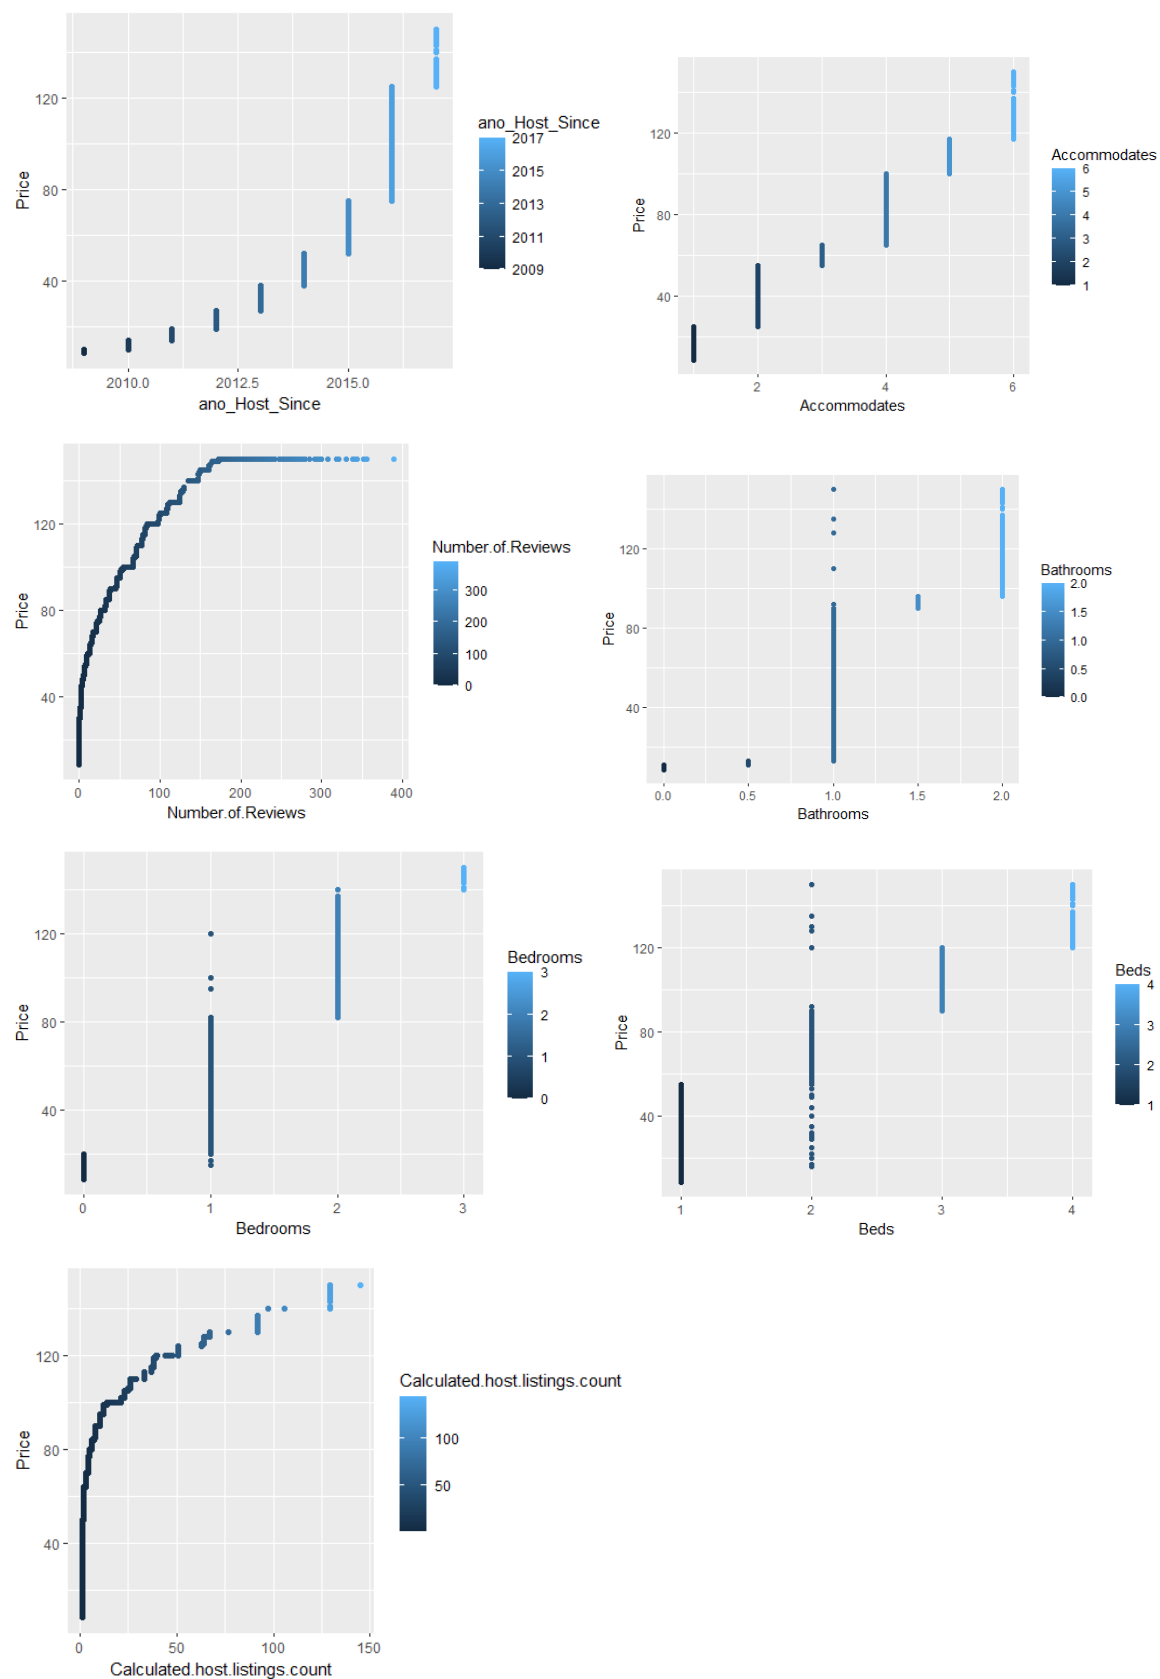 120
80
40
Price
2010.0 2012.5 2015.0
ano_Host_Since
ano_Host_Since
2017
2015
2013
2011
2009
120
80
40
Price
2 4 6
Accommodates
Accommodates
6
5
4
3
2
1
120
80
40
Price
0 100 200 300 400
Number.of.Reviews
Number.of.Reviews
300
200
100
0
120
80
40
Price
0.0 0.5 1.0 1.5 2.0
Bathrooms
Bathrooms
2.0
1.5
1.0
0.5
0.0
120
80
40
Price
0 1 2 3
Bedrooms
Bedrooms
3
2
1
0
120
80
40
Price
1 2 3 4
Beds
Beds
4
3
2
1
120
80
40
Price
0 50 100 150
Calculated.host.listings.count
Calculated.host.listings.count
100
50